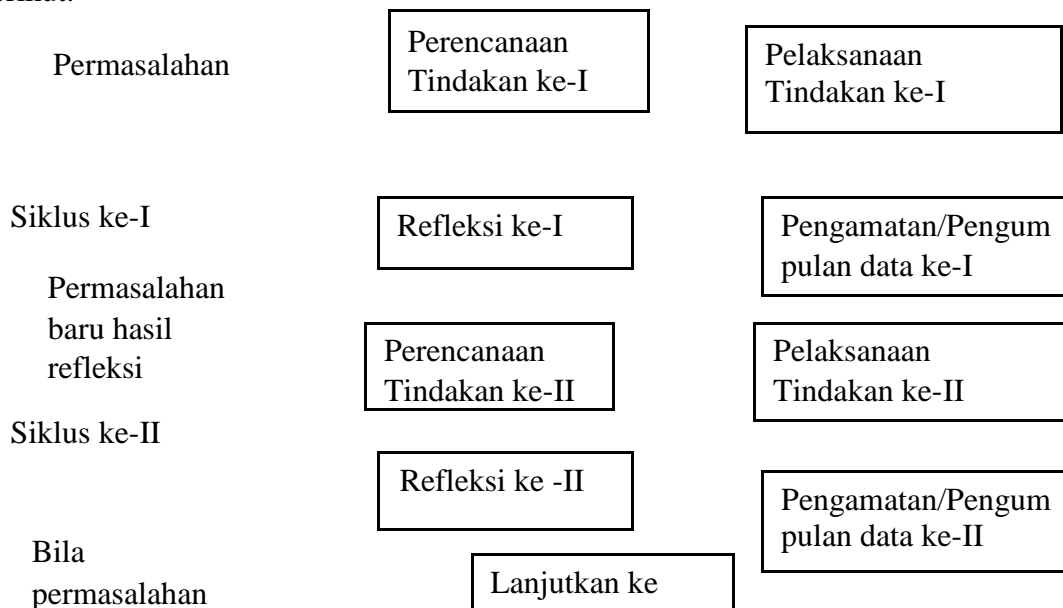 Permasalahan
Perencanaan
Tindakan ke-I
Pelaksanaan
Tindakan ke-I
Siklus ke-I
Refleksi ke-I
Pengamatan/Pengum
pulan data ke-I
Permasalahan
baru hasil
refleksi
Perencanaan
Tindakan ke-II
Pelaksanaan
Tindakan ke-II
Siklus ke-II
Refleksi ke -II
Pengamatan/Pengum
pulan data ke-II
Bila
permasalahan
Lanjutkan ke